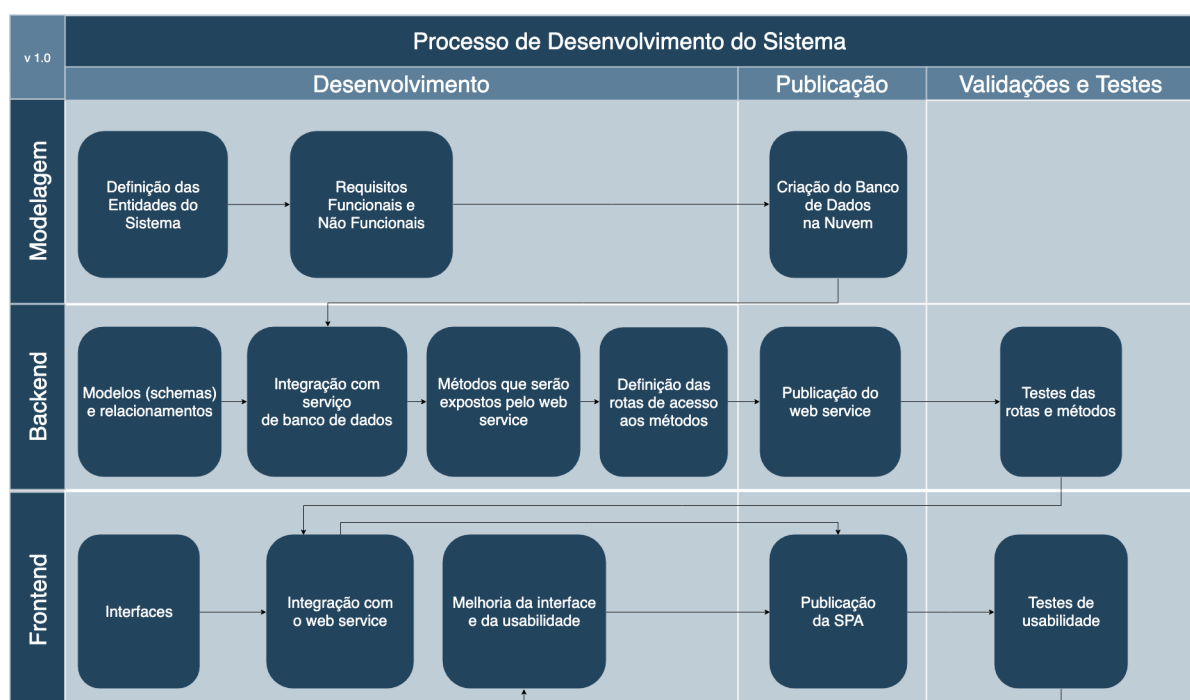 v 1.0
Processo de Desenvolvimento do Sistema
Desenvolvimento
Publicação
Validações e Testes
Modelagem
Definição das
Entidades do
Sistema
Requisitos
Funcionais e
Não Funcionais
Criação do Banco
de Dados
na Nuvem
Backend
Modelos (schemas)
e relacionamentos
Integração com
serviço
de banco de dados
Métodos que serão
expostos pelo web
service
Definição das
rotas de acesso
aos métodos
Publicação do
web service
Testes das
rotas e métodos
Frontend
Interfaces
Integração com
o web service
Melhoria da interface
e da usabilidade
Publicação
da SPA
Testes de
usabilidade